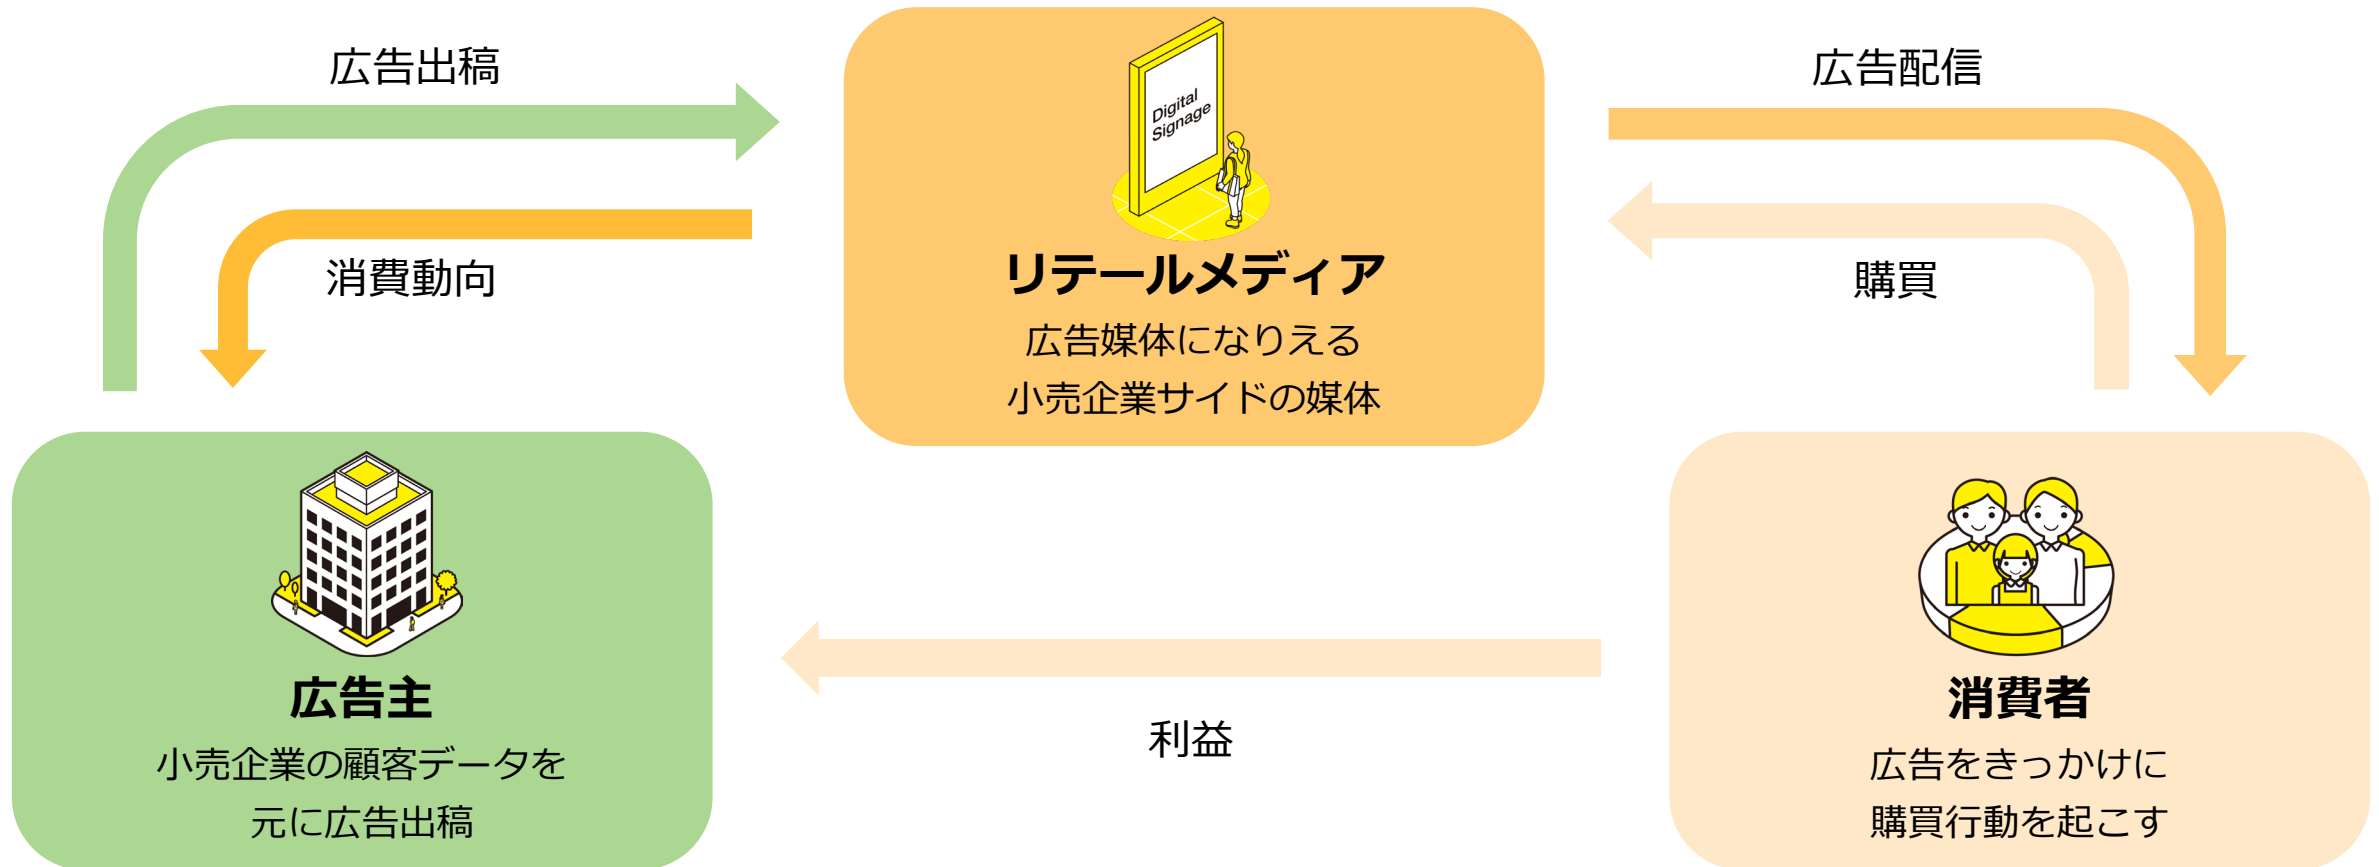 広告出稿
広告配信
Digital
Signage
消費動向
購買
リテールメディア
広告媒体になりえる
小売企業サイドの媒体
広告主
小売企業の顧客データを
元に広告出稿
利益
消費者
広告をきっかけに
購買行動を起こす